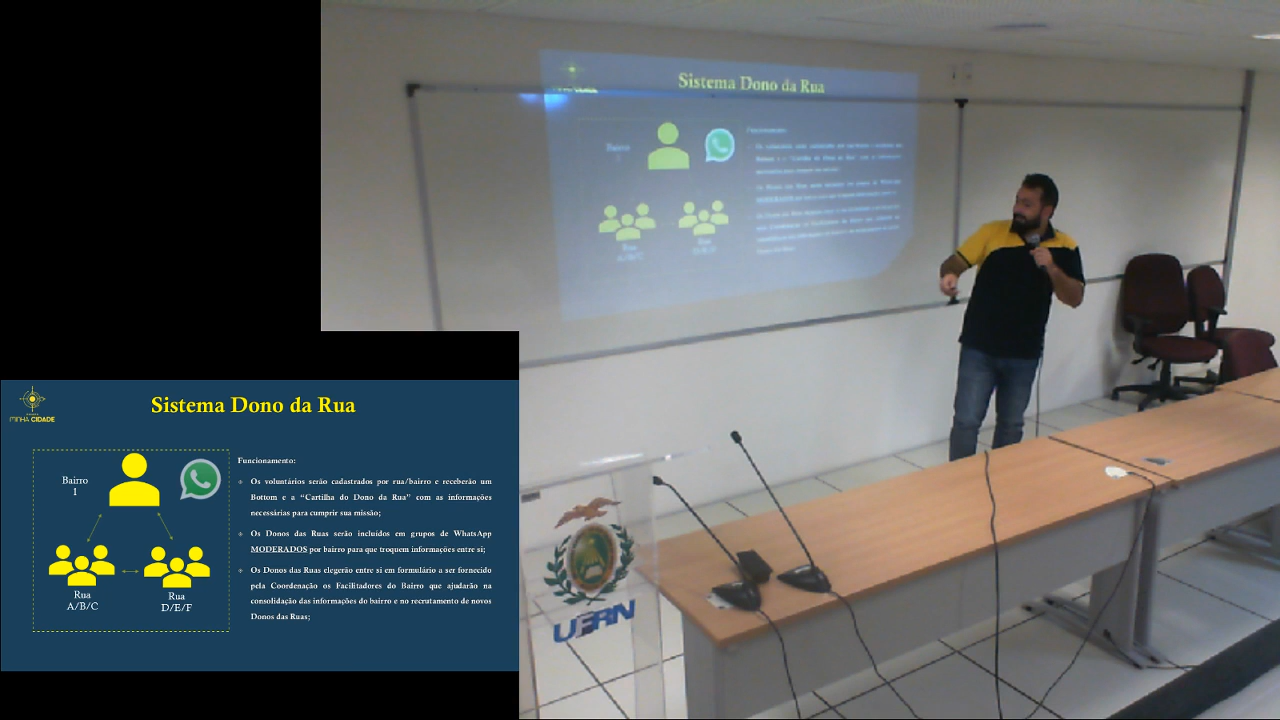 Sistema Dono da Rua
Bairro
1
Rua
A/B/C
Rua
D/E/F
MINHA CIDADE
Sistema Dono da Rua
Bairro
1
Rua
A/B/C
Rua
D/E/F
Funcionamento:
Os voluntários serão cadastrados por rua/bairro e receberão um
Bottom e a “Cartilha do Dono da Rua” com as informações
necessárias para cumprir sua missão;
Os Donos das Ruas serão incluídos em grupos de WhatsApp
MODERADOS por bairro para que troquem informações entre si;
Os Donos das Ruas elegerão entre si em formulário a ser fornecido
pela Coordenação os Facilitadores do Bairro que ajudarão na
consolidação das informações do bairro e no recrutamento de novos
Donos das Ruas;
UFRN